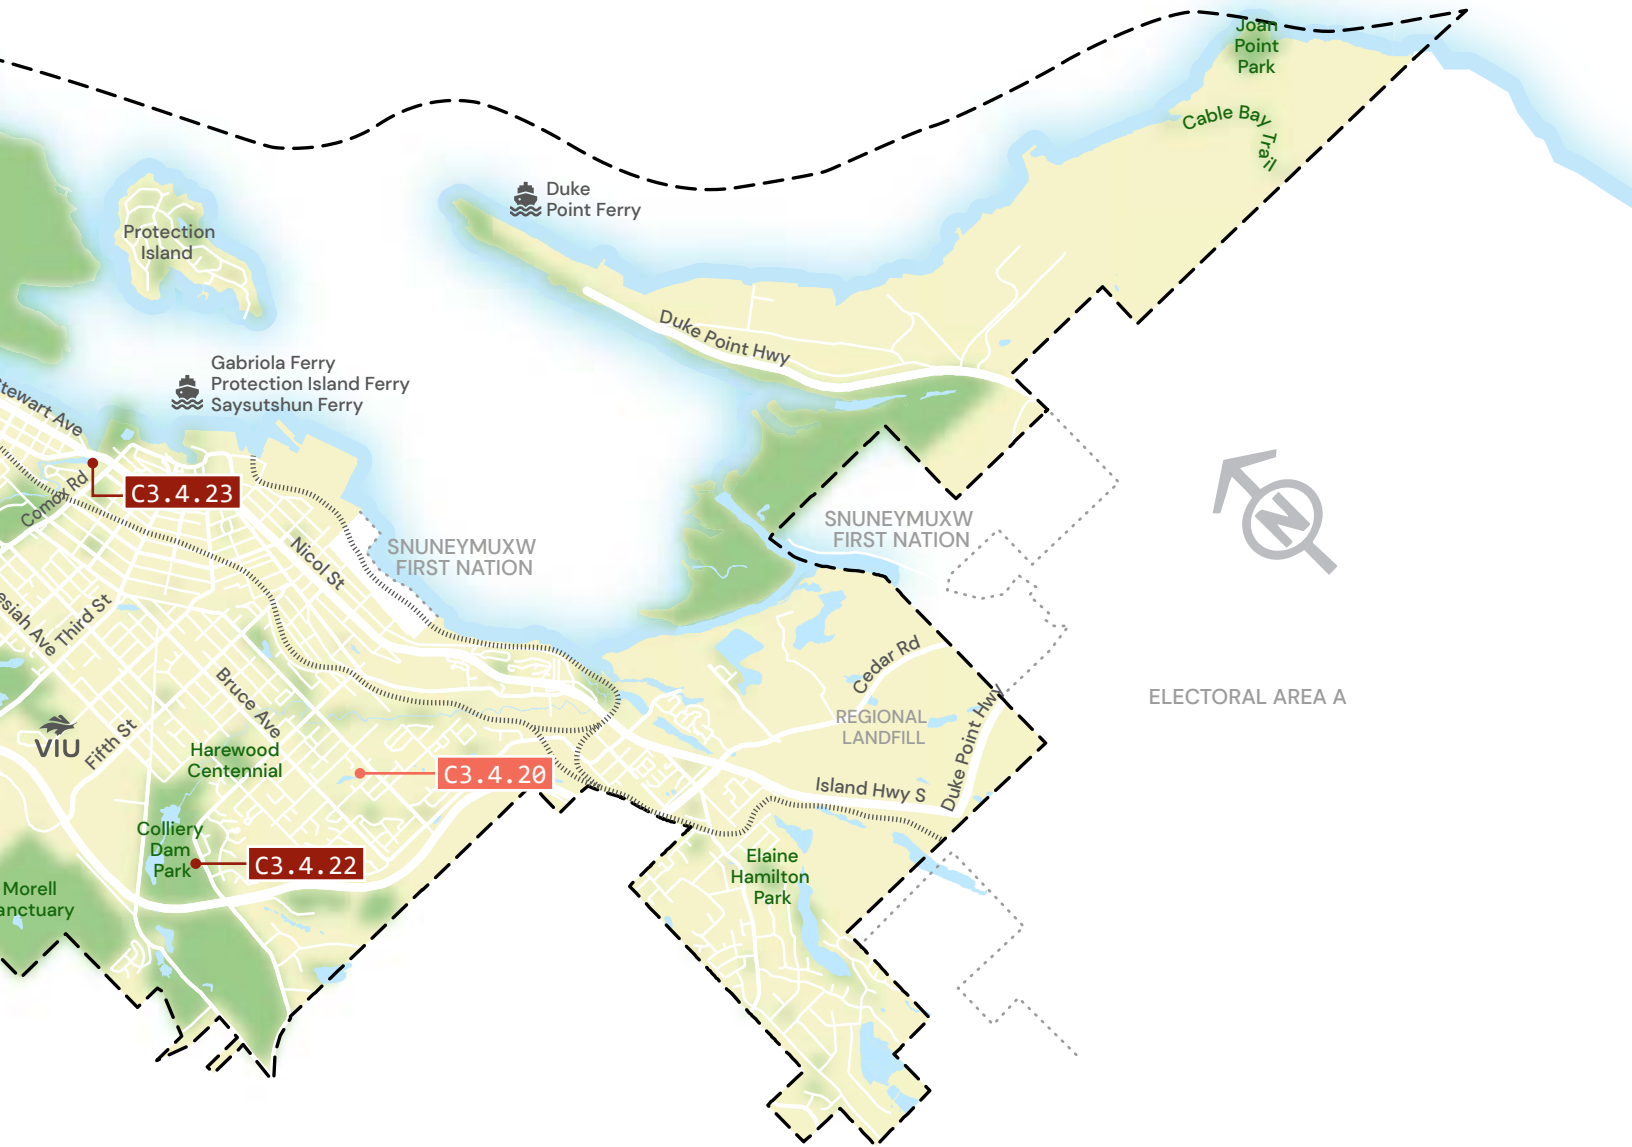 Joan
Point
Park
Cable Bay Trail
Duke
Point Ferry
Protection
Island
Duke Point Hwy
Gabriola Ferry
Protection Island Ferry
Saysutshun Ferry
Stewart Ave
Comox Rd
C3.4.23
SNUNEYMUXW
FIRST NATION
SNUNEYMUXW
FIRST NATION
Nicol St
Third St
Cedar Rd
Bruce Ave
ELECTORAL AREA A
REGIONAL
LANDFILL
Duke Point Hwy
VIU
Fifth St
Harewood
Centennial
C3.4.20
Island Hwy S
Colliery
Dam
Park
C3.4.22
Elaine
Hamilton
Park
Morell
anctuary
N